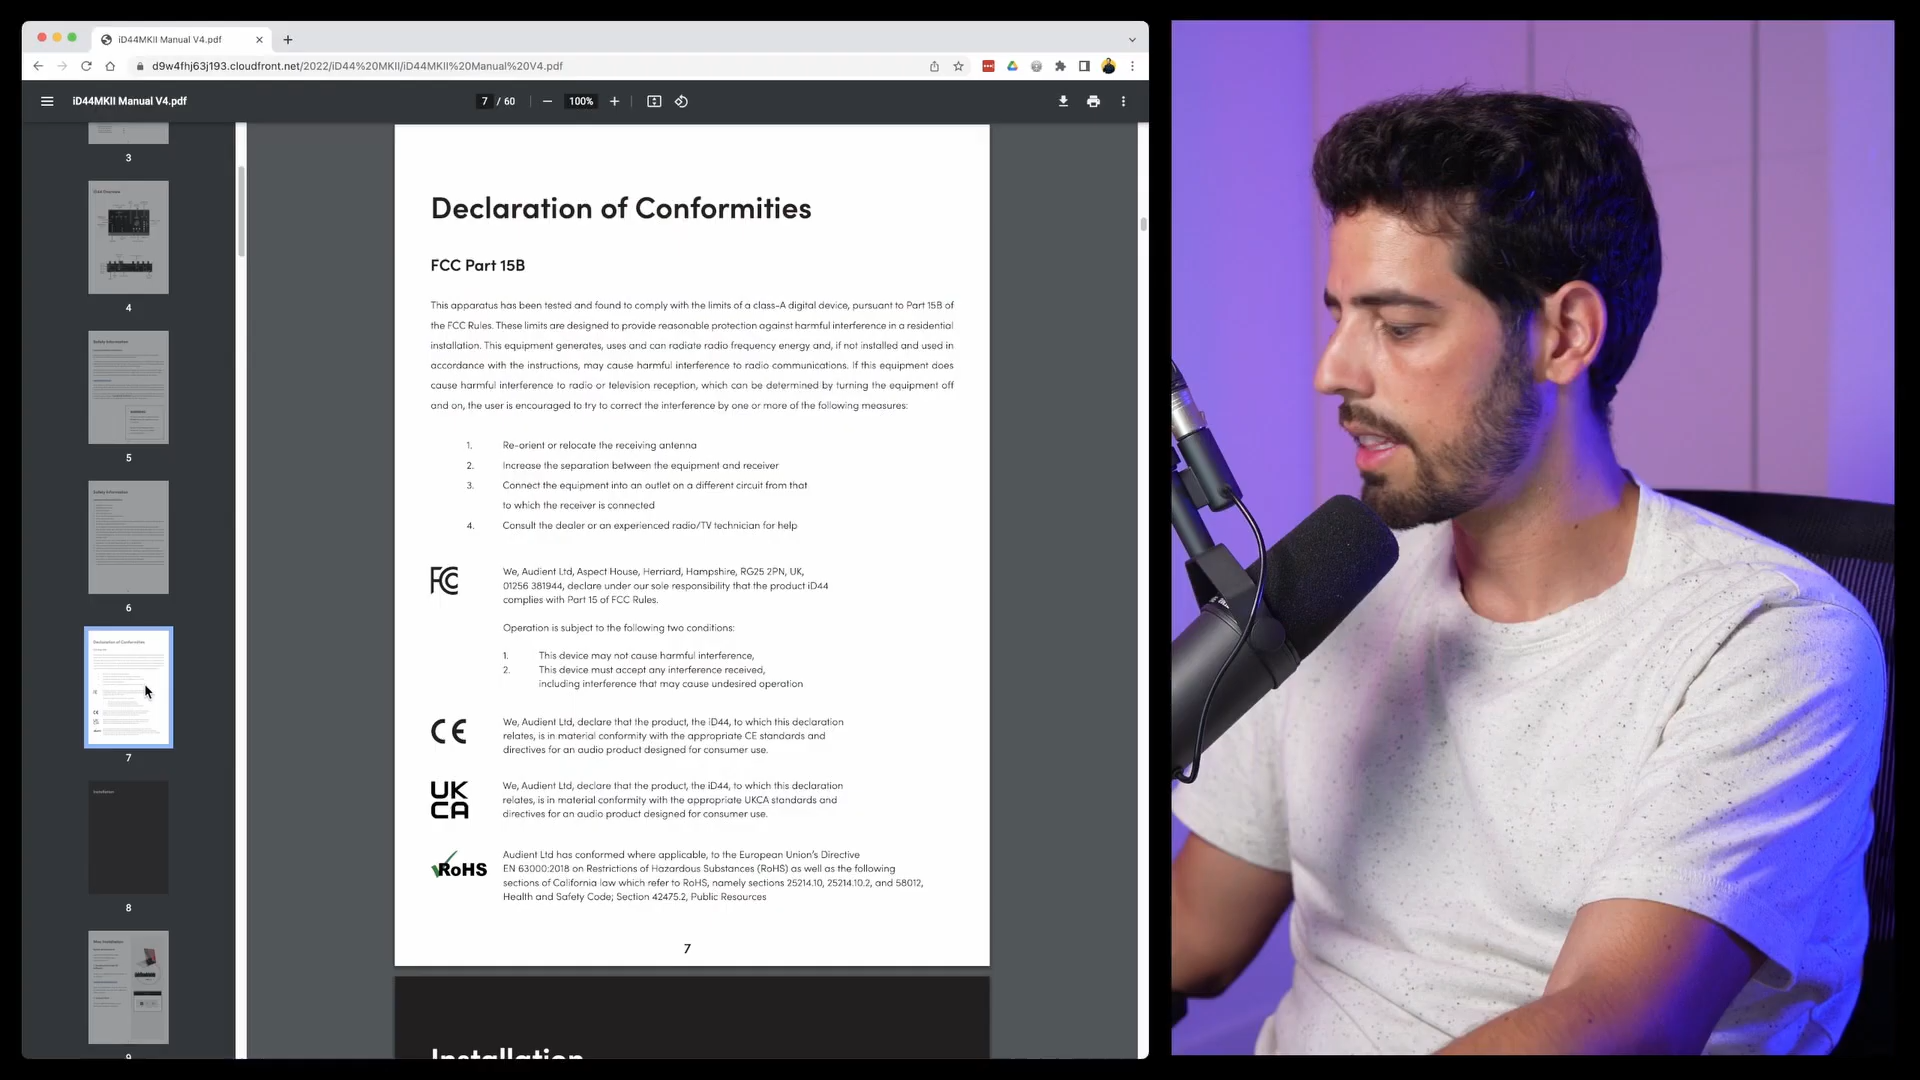 iD44MKII Manual V4.pdf
d9w4fhj63j193.cloudfront.net/2022/iD44%20MKII/iD44MKII%20Manual%20V4.pdf
iD44MKII Manual V4.pdf
7 / 60
100%
3
4
Safety Information
5
Safety Information
6
Declaration of Conformities
7
Installation
8
Mac Installation
9
Declaration of Conformities
FCC Part 15B
This apparatus has been tested and found to comply with the limits of a class-A digital device, pursuant to Part 15B of
the FCC Rules. These limits are designed to provide reasonable protection against harmful interference in a residential
installation. This equipment generates, uses and can radiate radio frequency energy and, if not installed and used in
accordance with the instructions, may cause harmful interference to radio communications. If this equipment does
cause harmful interference to radio or television reception, which can be determined by turning the equipment off
and on, the user is encouraged to try to correct the interference by one or more of the following measures:
1. Re-orient or relocate the receiving antenna
2. Increase the separation between the equipment and receiver
3. Connect the equipment into an outlet on a different circuit from that
to which the receiver is connected
4. Consult the dealer or an experienced radio/TV technician for help
FC
We, Audient Ltd, Aspect House, Herriard, Hampshire, RG25 2PN, UK,
01256 381944, declare under our sole responsibility that the product iD44
complies with Part 15 of FCC Rules.
Operation is subject to the following two conditions:
1. This device may not cause harmful interference,
2. This device must accept any interference received,
including interference that may cause undesired operation
CE
We, Audient Ltd, declare that the product, the iD44, to which this declaration
relates, is in material conformity with the appropriate CE standards and
directives for an audio product designed for consumer use.
UK
CA
We, Audient Ltd, declare that the product, the iD44, to which this declaration
relates, is in material conformity with the appropriate UKCA standards and
directives for an audio product designed for consumer use.
RoHS
Audient Ltd has conformed where applicable, to the European Union's Directive
EN 63000:2018 on Restrictions of Hazardous Substances (RoHS) as well as the following
sections of California law which refer to RoHS, namely sections 25214.10, 25214.10.2, and 58012,
Health and Safety Code; Section 42475.2, Public Resources
7
Installation